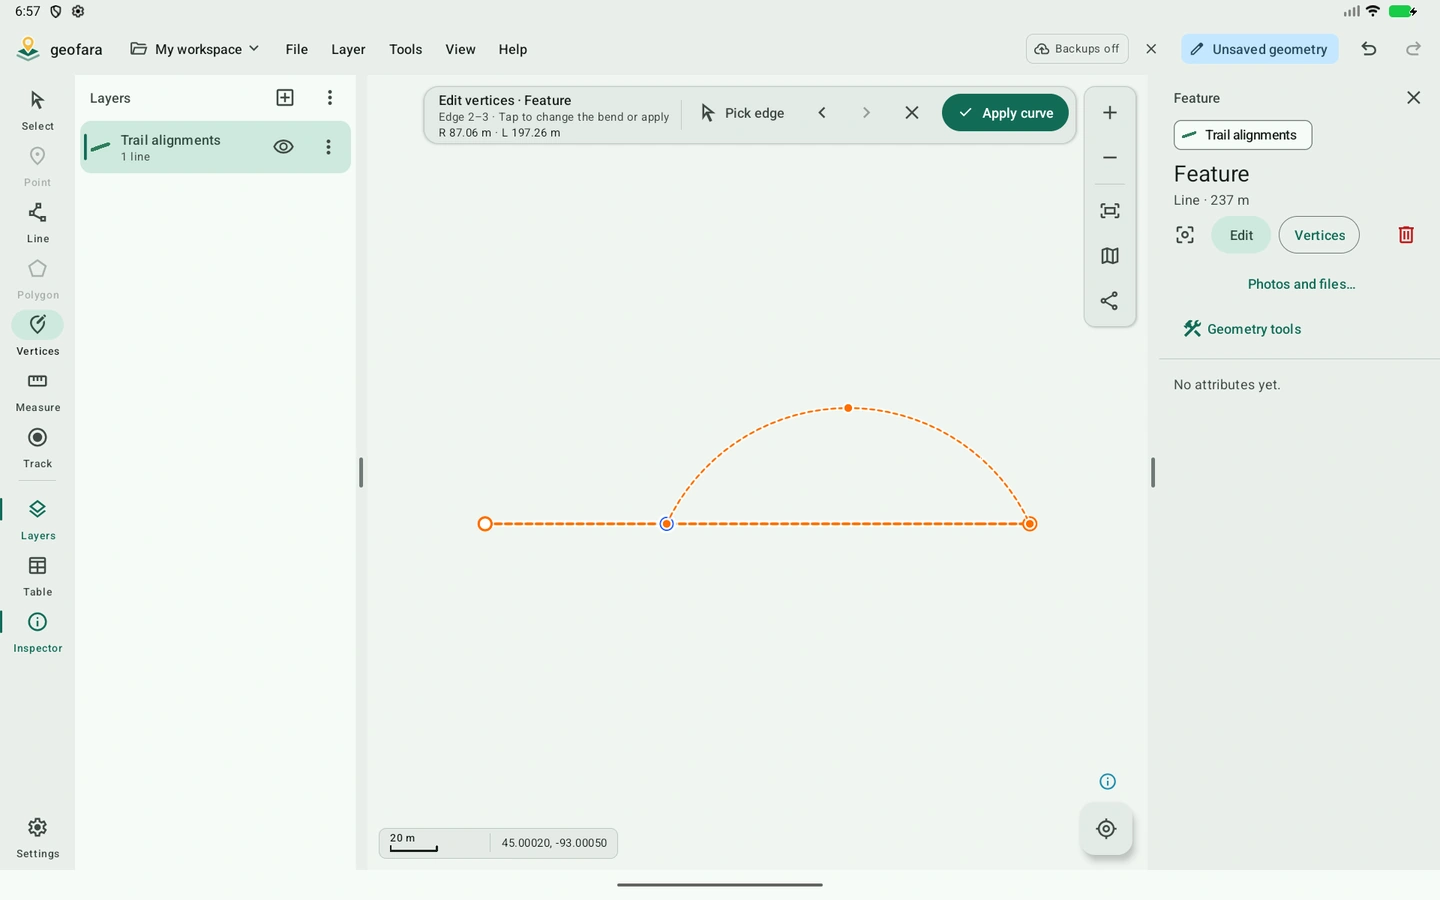 6:57
geofara
My workspace
File
Layer
Tools
View
Help
Backups off
Unsaved geometry
Select
Point
Line
Polygon
Vertices
Measure
Track
Layers
Table
Inspector
Settings
Layers
Trail alignments
1 line
Edit vertices · Feature
Edge 2–3 · Tap to change the bend or apply
R 87.06 m · L 197.26 m
Pick edge
Apply curve
20 m
45.00020, -93.00050
Feature
Trail alignments
Feature
Line · 237 m
Edit
Vertices
Photos and files…
Geometry tools
No attributes yet.